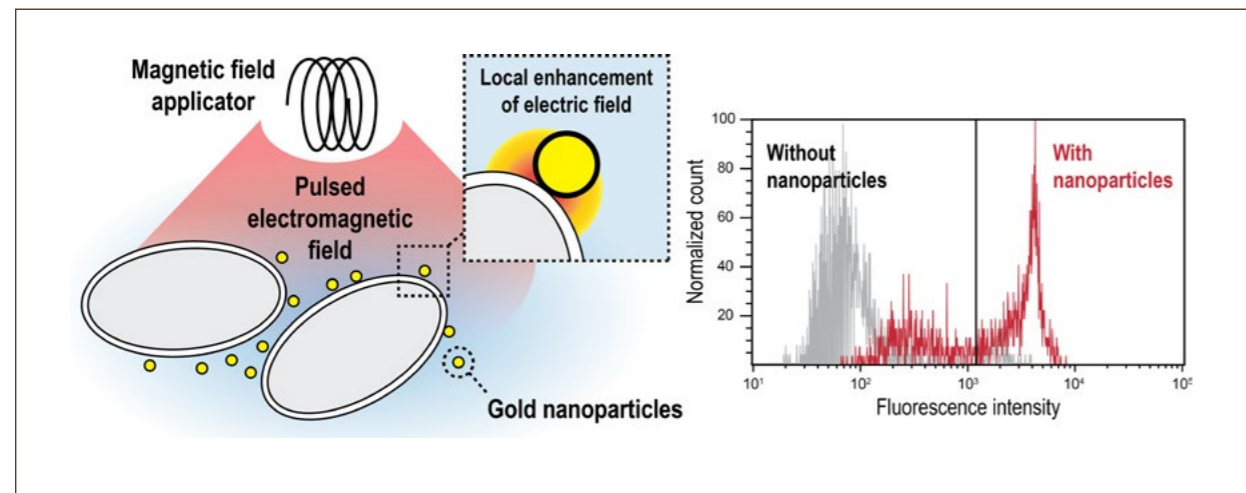 Magnetic field
applicator
Pulsed
electromagnetic
field
Local enhancement
of electric field
Gold nanoparticles
Normalized count
100
80
60
40
20
Without
nanoparticles
With
nanoparticles
10¹
10²
10³
10⁴
10⁵
Fluorescence intensity